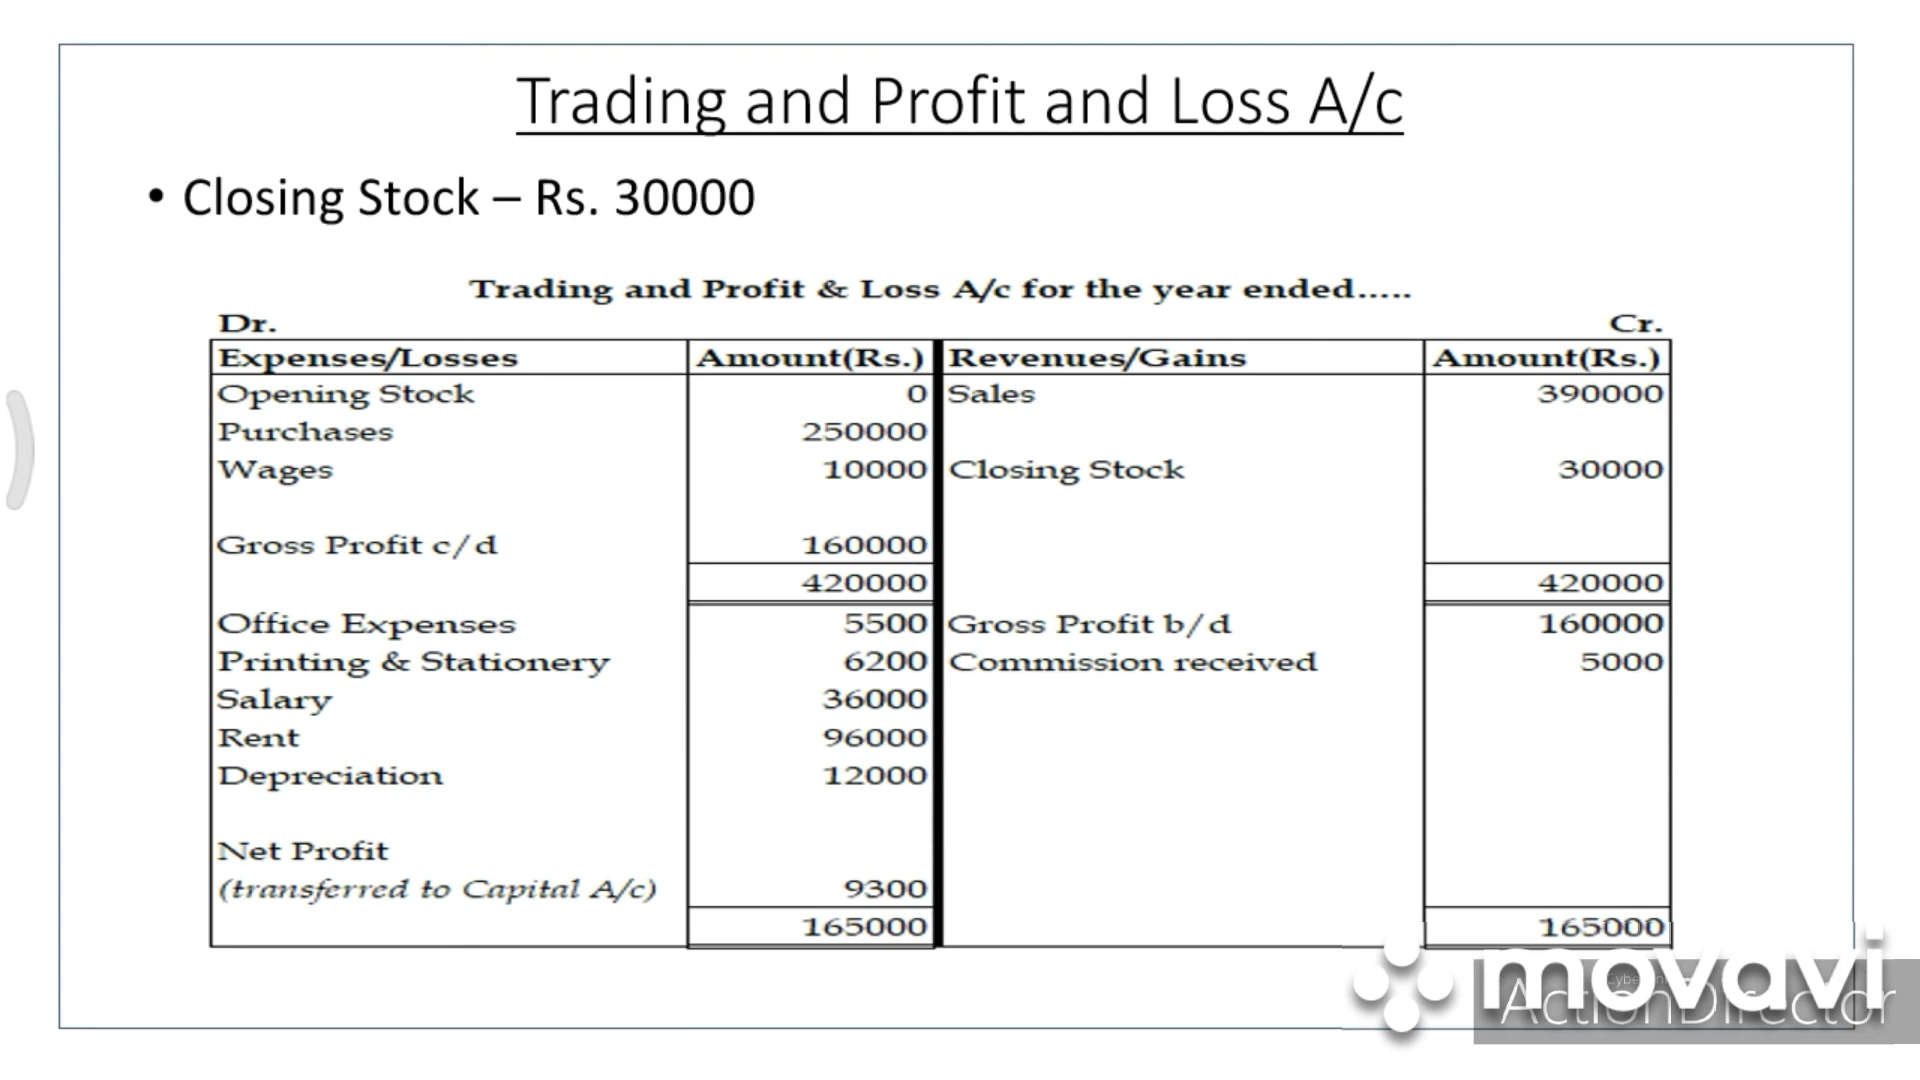 Trading and Profit and Loss A/c
• Closing Stock – Rs. 30000
Trading and Profit & Loss A/c for the year ended.....
Dr. Cr.
Expenses/Losses Amount(Rs.) Revenues/Gains Amount(Rs.)
Opening Stock 0 Sales 390000
Purchases 250000
Wages 10000 Closing Stock 30000
Gross Profit c/d 160000
420000 420000
Office Expenses 5500 Gross Profit b/d 160000
Printing & Stationery 6200 Commission received 5000
Salary 36000
Rent 96000
Depreciation 12000
Net Profit
(transferred to Capital A/c) 9300
165000 165000
movavi
ActionDirector